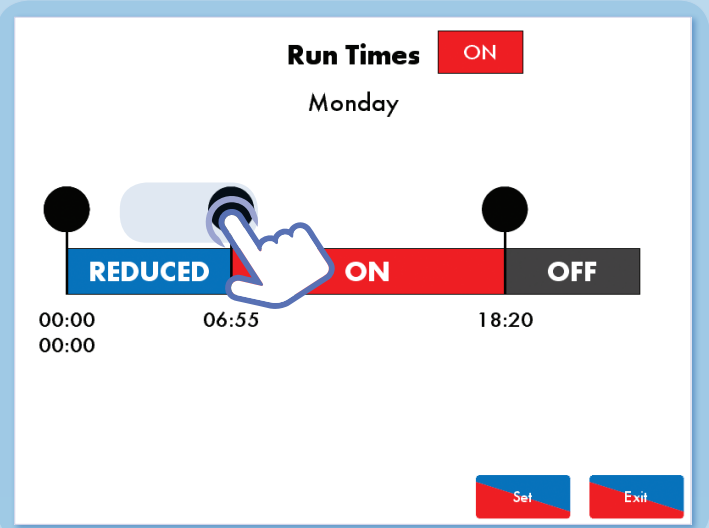 Run Times ON
Monday
REDUCED ON OFF
00:00 06:55 18:20
00:00
Set Exit